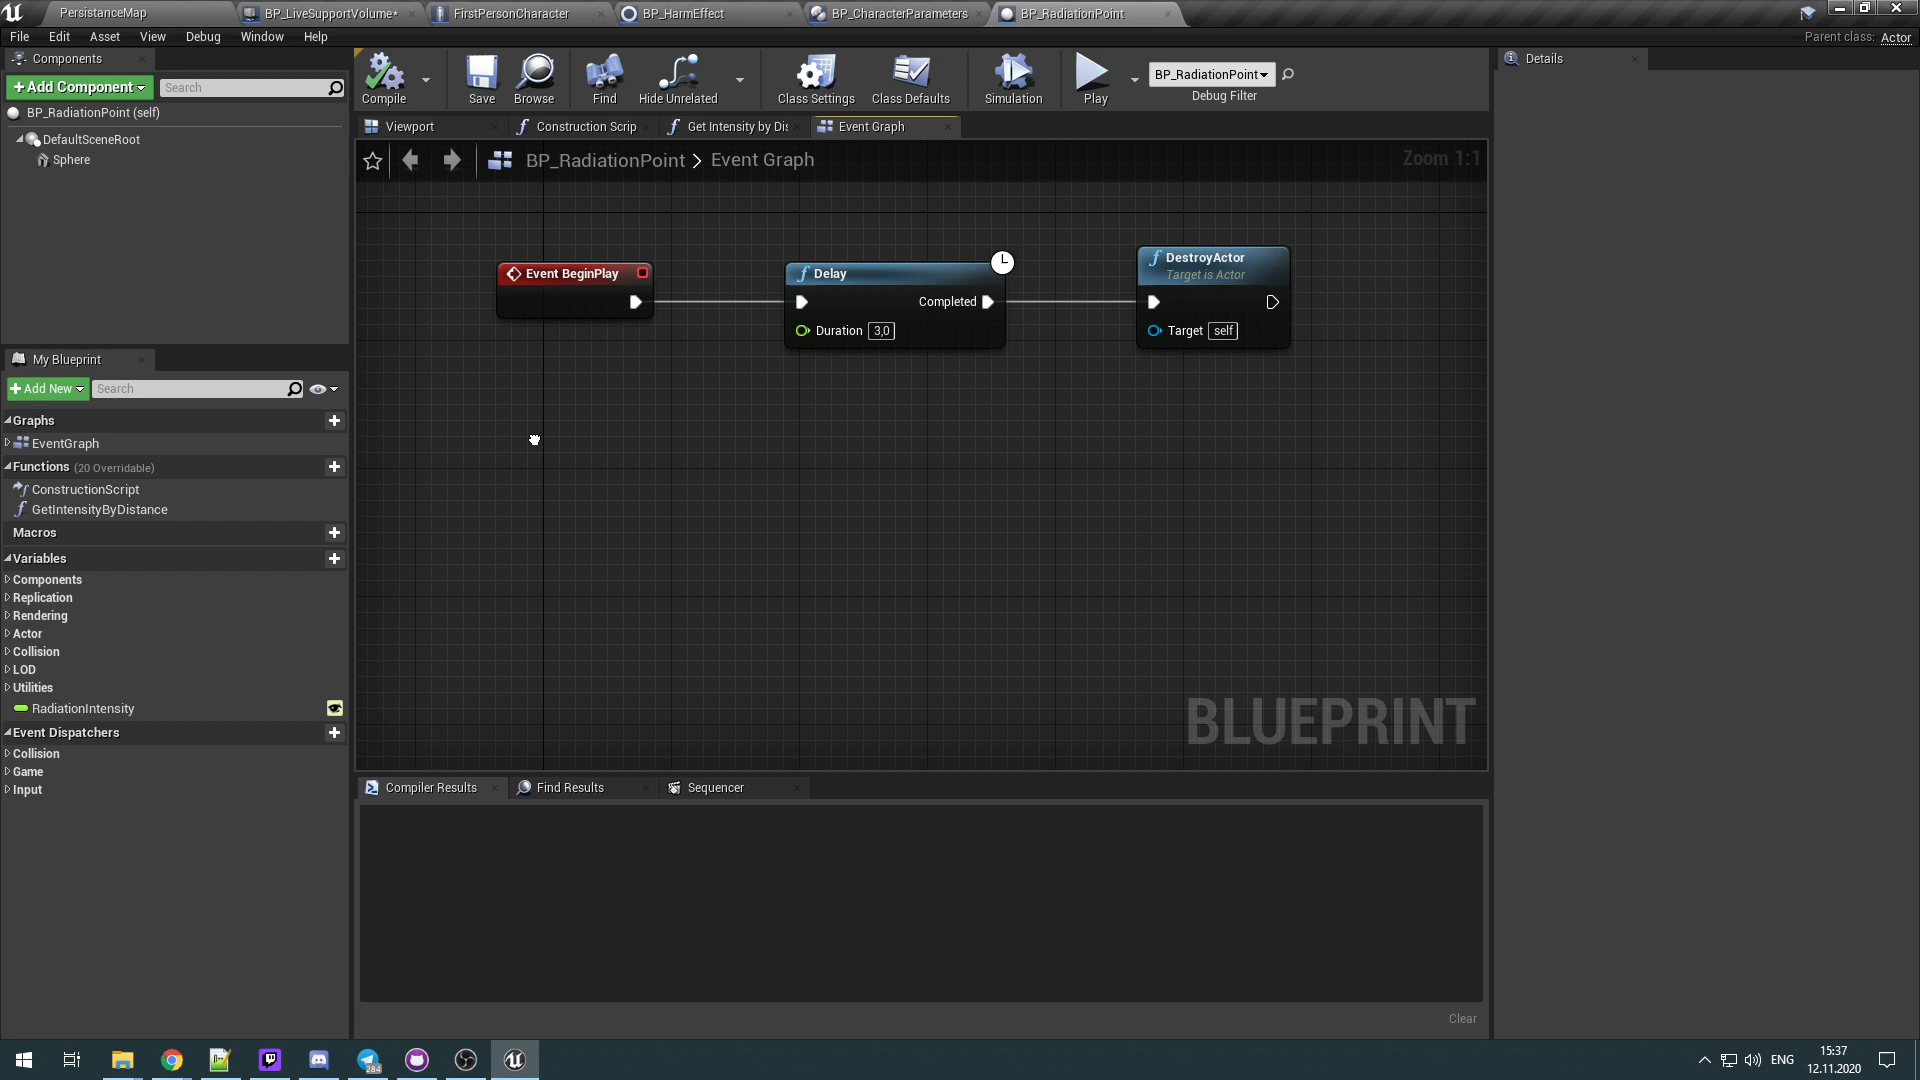 PersistanceMap
BP_LiveSupportVolume*
FirstPersonCharacter
BP_HarmEffect
BP_CharacterParameters
BP_RadiationPoint
File Edit Asset View Debug Window Help
Parent class: Actor
Components
+Add Component
Search
BP_RadiationPoint (self)
DefaultSceneRoot
Sphere
Compile
Save
Browse
Find
Hide Unrelated
Class Settings
Class Defaults
Simulation
Play
BP_RadiationPoint
Debug Filter
Details
Viewport
Construction Scrip
Get Intensity by Dis
Event Graph
BP_RadiationPoint > Event Graph
Zoom 1:1
Event BeginPlay
Delay
Completed
Duration 3,0
DestroyActor
Target is Actor
Target self
BLUEPRINT
My Blueprint
+Add New
Search
Graphs
EventGraph
Functions (20 Overridable)
ConstructionScript
GetIntensityByDistance
Macros
Variables
Components
Replication
Rendering
Actor
Collision
LOD
Utilities
RadiationIntensity
Event Dispatchers
Collision
Game
Input
Compiler Results
Find Results
Sequencer
Clear
284
ENG
15:37
12.11.2020